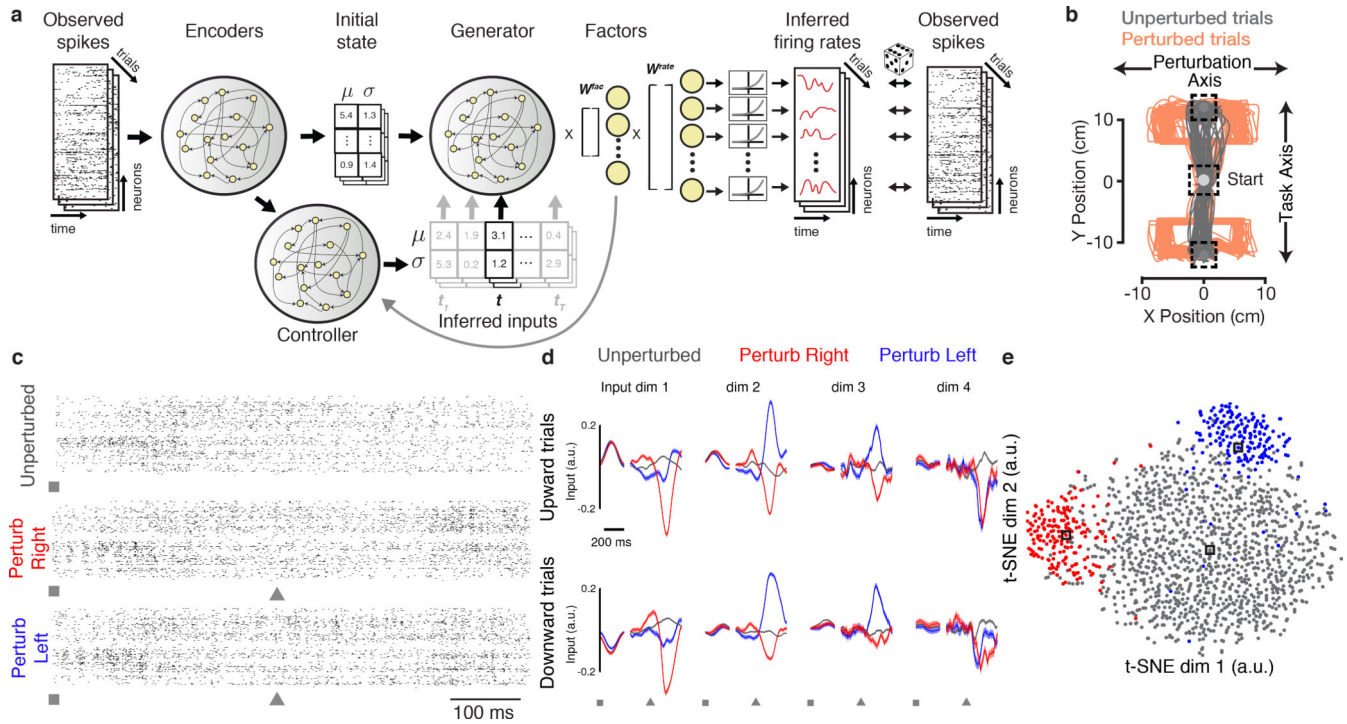 a
Observed spikes
Encoders
Initial state
Generator
Factors
Inferred firing rates
Observed spikes
trials
neurons
time
μ σ
5.4 1.3
⋮ ⋮
0.9 1.4
W^fac
X
X
W^rate
trials
neurons
time
trials
neurons
time
Controller
μ 2.4 1.9 3.1 ... 0.4
σ 5.3 0.2 1.2 ... 2.9
t₁ t t_T
Inferred inputs
b
Unperturbed trials
Perturbed trials
Perturbation Axis
Task Axis
Start
Y Position (cm)
10
0
-10
-10 0 10
X Position (cm)
c
Unperturbed
Perturb Right
Perturb Left
100 ms
d
Unperturbed Perturb Right Perturb Left
Input dim 1 dim 2 dim 3 dim 4
Upward trials
Input (a.u.)
0.2
-0.2
200 ms
Downward trials
Input (a.u.)
0.2
-0.2
e
t-SNE dim 2 (a.u.)
t-SNE dim 1 (a.u.)